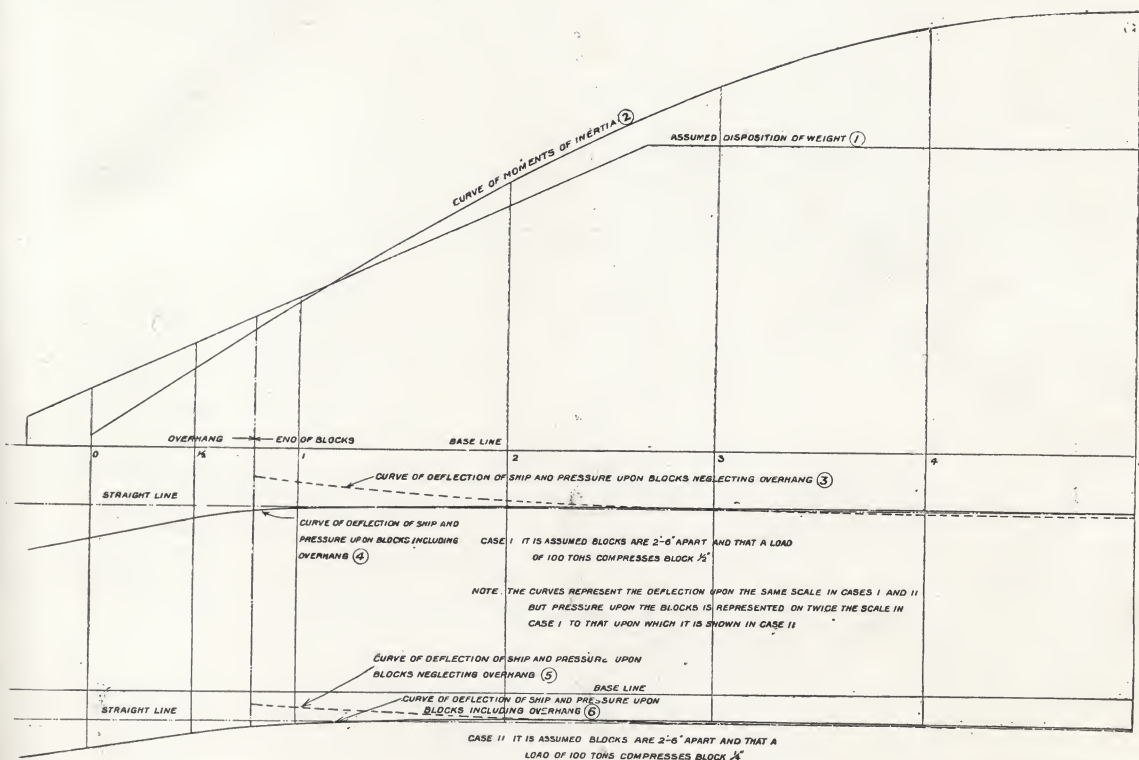 CURVE OF MOMENTS OF INERTIA ②
ASSUMED DISPOSITION OF WEIGHT ①
OVERHANG
END OF BLOCKS
BASE LINE
0
½
1
2
3
4
CURVE OF DEFLECTION OF SHIP AND PRESSURE UPON BLOCKS NEGLECTING OVERHANG ③
STRAIGHT LINE
CURVE OF DEFLECTION OF SHIP AND
PRESSURE UPON BLOCKS INCLUDING
OVERHANG ④
CASE I IT IS ASSUMED BLOCKS ARE 2'-6" APART AND THAT A LOAD
OF 100 TONS COMPRESSES BLOCK ½"
NOTE. THE CURVES REPRESENT THE DEFLECTION UPON THE SAME SCALE IN CASES I AND II
BUT PRESSURE UPON THE BLOCKS IS REPRESENTED ON TWICE THE SCALE IN
CASE I TO THAT UPON WHICH IT IS SHOWN IN CASE II
CURVE OF DEFLECTION OF SHIP AND PRESSURE UPON
BLOCKS NEGLECTING OVERHANG ⑤
BASE LINE
STRAIGHT LINE
CURVE OF DEFLECTION OF SHIP AND PRESSURE UPON
BLOCKS INCLUDING OVERHANG ⑥
CASE II IT IS ASSUMED BLOCKS ARE 2'-6" APART AND THAT A
LOAD OF 100 TONS COMPRESSES BLOCK ¼"